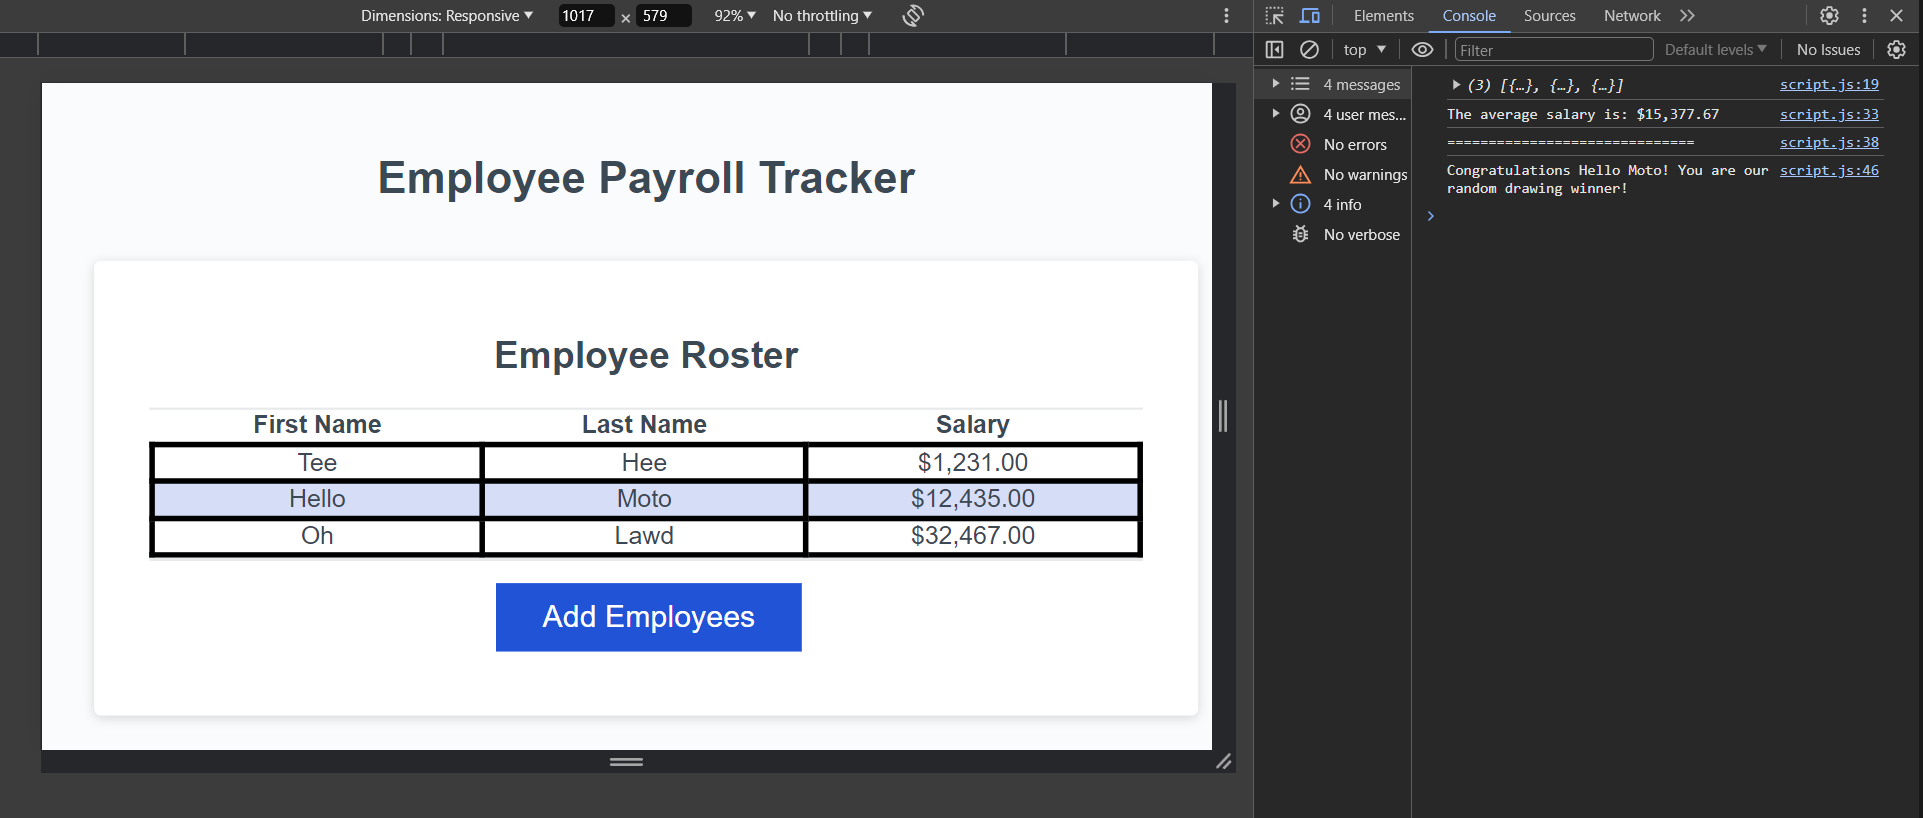 Dimensions: Responsive 1017 × 579 92% No throttling
Elements Console Sources Network
top Filter Default levels No Issues
4 messages
4 user mes...
No errors
No warnings
4 info
No verbose
(3) [{…}, {…}, {…}] script.js:19
The average salary is: $15,377.67 script.js:33
============================== script.js:38
Congratulations Hello Moto! You are our script.js:46
random drawing winner!
Employee Payroll Tracker
Employee Roster
First Name Last Name Salary
Tee Hee $1,231.00
Hello Moto $12,435.00
Oh Lawd $32,467.00
Add Employees